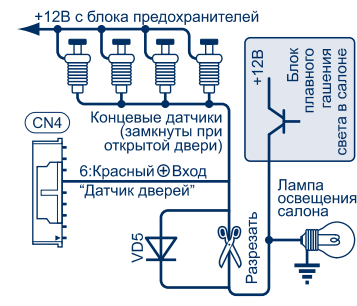 +12В с блока предохранителей
Концевые датчики
(замкнуты при
открытой двери)
CN4
6:Красный ⊕ Вход
“Датчик дверей”
VD5
Разрезать
+12В
Блок
плавного
гашения
света в салоне
Лампа
освещения
салона